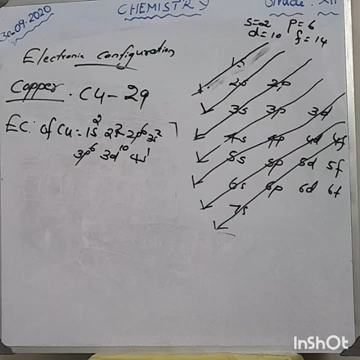 30.09.2020
CHEMISTRY
Grade: XII
s=2 p=6
d=10 f=14
Electronic configuration
Copper. Cu-29
EC: of Cu = 1s² 2s² 2p⁶ 3s²
3p⁶ 3d¹⁰ 4s¹
1s
2s 2p
3s 3p 3d
4s 4p 4d 4f
5s 5p 5d 5f
6s 6p 6d 6f
7s
InShOt